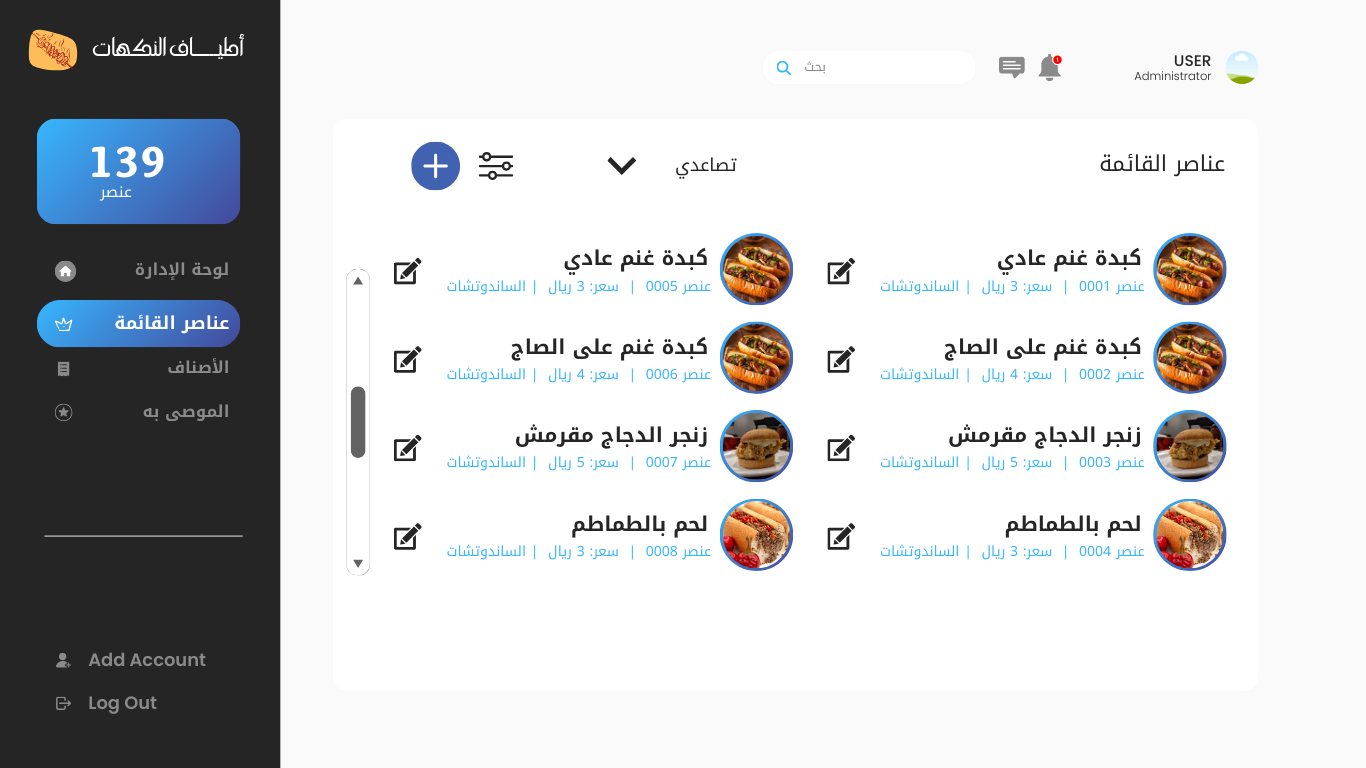 أطياف النكهات
139
عنصر
لوحة الإدارة
عناصر القائمة
الأصناف
الموصى به
Add Account
Log Out
بحث
USER
Administrator
عناصر القائمة
تصاعدي
كبدة غنم عادي
عنصر 0001 | سعر: 3 ريال | الساندوتشات
كبدة غنم على الصاج
عنصر 0002 | سعر: 4 ريال | الساندوتشات
زنجر الدجاج مقرمش
عنصر 0003 | سعر: 5 ريال | الساندوتشات
لحم بالطماطم
عنصر 0004 | سعر: 3 ريال | الساندوتشات
كبدة غنم عادي
عنصر 0005 | سعر: 3 ريال | الساندوتشات
كبدة غنم على الصاج
عنصر 0006 | سعر: 4 ريال | الساندوتشات
زنجر الدجاج مقرمش
عنصر 0007 | سعر: 5 ريال | الساندوتشات
لحم بالطماطم
عنصر 0008 | سعر: 3 ريال | الساندوتشات